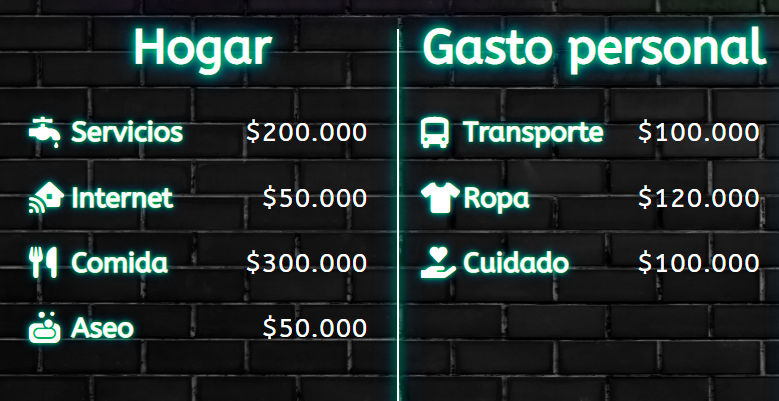 Hogar
Servicios $200.000
Internet $50.000
Comida $300.000
Aseo $50.000
Gasto personal
Transporte $100.000
Ropa $120.000
Cuidado $100.000